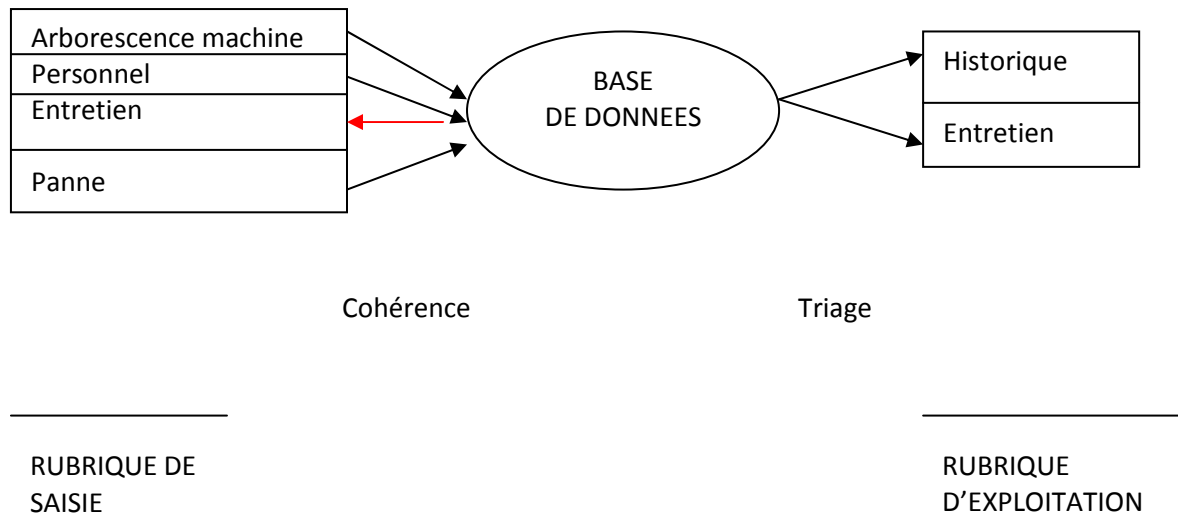 Arborescence machine
Personnel
Entretien
Panne
BASE
DE DONNEES
Historique
Entretien
Cohérence
Triage
RUBRIQUE DE
SAISIE
RUBRIQUE
D’EXPLOITATION